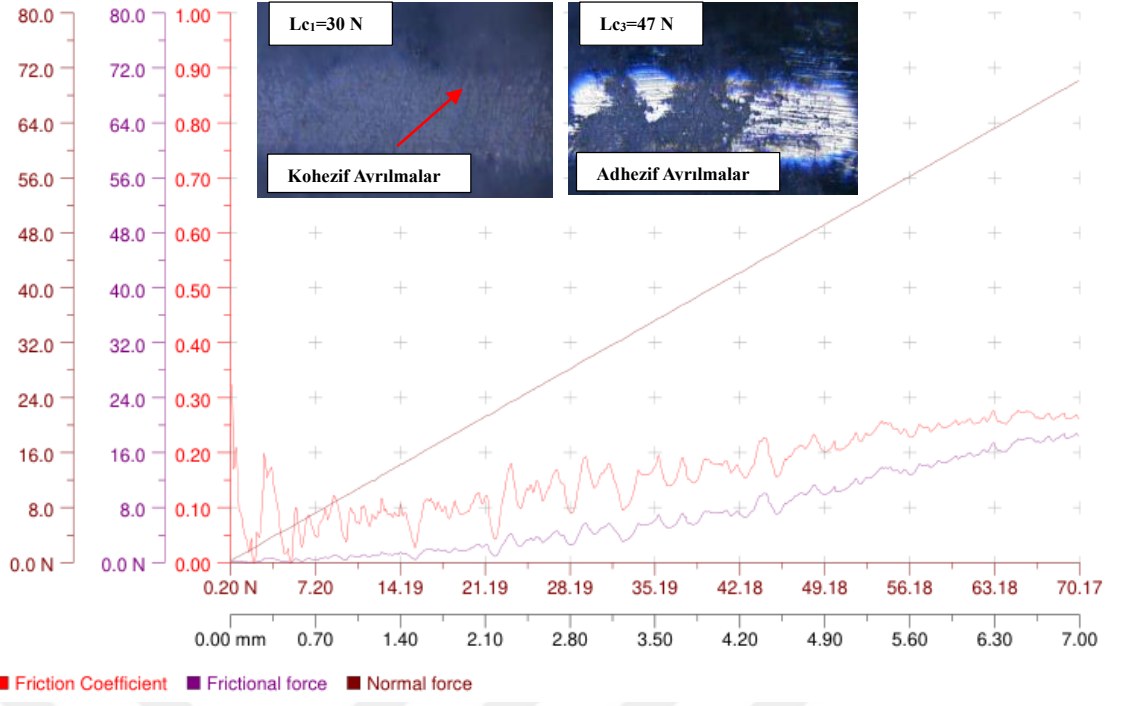 Lc₁=30 N
Kohezif Avrılmalar
Lc₃=47 N
Adhezif Avrılmalar
80.0 80.0 1.00
72.0 72.0 0.90
64.0 64.0 0.80
56.0 56.0 0.70
48.0 48.0 0.60
40.0 40.0 0.50
32.0 32.0 0.40
24.0 24.0 0.30
16.0 16.0 0.20
8.0 8.0 0.10
0.0 N 0.0 N 0.00
0.20 N 7.20 14.19 21.19 28.19 35.19 42.18 49.18 56.18 63.18 70.17
0.00 mm 0.70 1.40 2.10 2.80 3.50 4.20 4.90 5.60 6.30 7.00
Friction Coefficient Frictional force Normal force